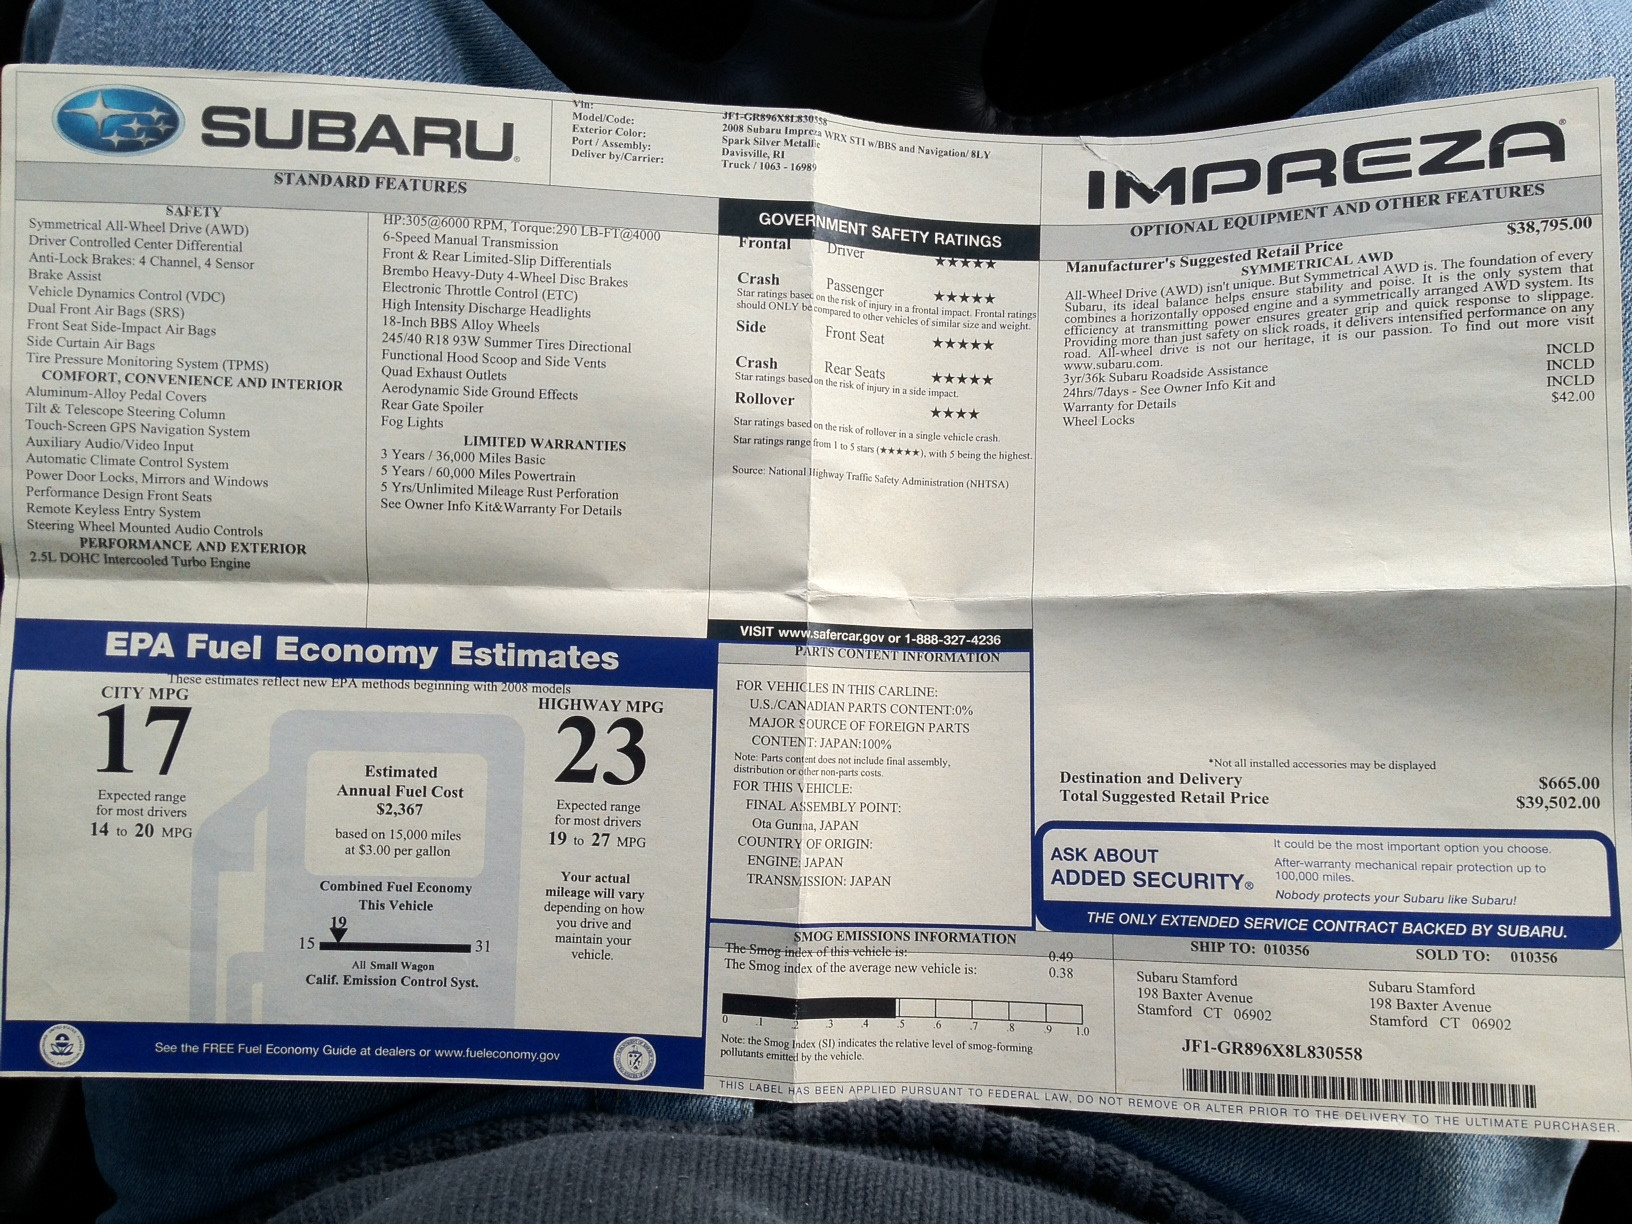 SUBARU®
Vin: JF1-GR896X8L830558
Model/Code: 2008 Subaru Impreza WRX STI w/BBS and Navigation/ 8LY
Exterior Color: Spark Silver Metallic
Port / Assembly: Davisville, RI
Deliver by/Carrier: Truck / 1063 - 16989
IMPREZA®
STANDARD FEATURES
SAFETY
Symmetrical All-Wheel Drive (AWD)
Driver Controlled Center Differential
Anti-Lock Brakes: 4 Channel, 4 Sensor
Brake Assist
Vehicle Dynamics Control (VDC)
Dual Front Air Bags (SRS)
Front Seat Side-Impact Air Bags
Side Curtain Air Bags
Tire Pressure Monitoring System (TPMS)
COMFORT, CONVENIENCE AND INTERIOR
Aluminum-Alloy Pedal Covers
Tilt & Telescope Steering Column
Touch-Screen GPS Navigation System
Auxiliary Audio/Video Input
Automatic Climate Control System
Power Door Locks, Mirrors and Windows
Performance Design Front Seats
Remote Keyless Entry System
Steering Wheel Mounted Audio Controls
PERFORMANCE AND EXTERIOR
2.5L DOHC Intercooled Turbo Engine
HP:305@6000 RPM, Torque:290 LB-FT@4000
6-Speed Manual Transmission
Front & Rear Limited-Slip Differentials
Brembo Heavy-Duty 4-Wheel Disc Brakes
Electronic Throttle Control (ETC)
High Intensity Discharge Headlights
18-Inch BBS Alloy Wheels
245/40 R18 93W Summer Tires Directional
Functional Hood Scoop and Side Vents
Quad Exhaust Outlets
Aerodynamic Side Ground Effects
Rear Gate Spoiler
Fog Lights
LIMITED WARRANTIES
3 Years / 36,000 Miles Basic
5 Years / 60,000 Miles Powertrain
5 Yrs/Unlimited Mileage Rust Perforation
See Owner Info Kit&Warranty For Details
GOVERNMENT SAFETY RATINGS
Frontal Driver ★★★★★
Crash Passenger ★★★★★
Star ratings based on the risk of injury in a frontal impact. Frontal ratings
should ONLY be compared to other vehicles of similar size and weight.
Side Front Seat ★★★★★
Crash Rear Seats ★★★★★
Star ratings based on the risk of injury in a side impact.
Rollover ★★★★
Star ratings based on the risk of rollover in a single vehicle crash.
Star ratings range from 1 to 5 stars (★★★★★), with 5 being the highest.
Source: National Highway Traffic Safety Administration (NHTSA)
VISIT www.safercar.gov or 1-888-327-4236
OPTIONAL EQUIPMENT AND OTHER FEATURES
Manufacturer's Suggested Retail Price $38,795.00
SYMMETRICAL AWD
All-Wheel Drive (AWD) isn't unique. But Symmetrical AWD is. The foundation of every
Subaru, its ideal balance helps ensure stability and poise. It is the only system that
combines a horizontally opposed engine and a symmetrically arranged AWD system. Its
efficiency at transmitting power ensures greater grip and quick response to slippage.
Providing more than just safety on slick roads, it delivers intensified performance on any
road. All-wheel drive is not our heritage, it is our passion. To find out more visit
www.subaru.com.
3yr/36k Subaru Roadside Assistance INCLD
24hrs/7days - See Owner Info Kit and INCLD
Warranty for Details INCLD
Wheel Locks $42.00
*Not all installed accessories may be displayed
Destination and Delivery $665.00
Total Suggested Retail Price $39,502.00
EPA Fuel Economy Estimates
These estimates reflect new EPA methods beginning with 2008 models
CITY MPG
17
Expected range
for most drivers
14 to 20 MPG
Estimated
Annual Fuel Cost
$2,367
based on 15,000 miles
at $3.00 per gallon
Combined Fuel Economy
This Vehicle
19
15 31
All Small Wagon
Calif. Emission Control Syst.
HIGHWAY MPG
23
Expected range
for most drivers
19 to 27 MPG
Your actual
mileage will vary
depending on how
you drive and
maintain your
vehicle.
See the FREE Fuel Economy Guide at dealers or www.fueleconomy.gov
PARTS CONTENT INFORMATION
FOR VEHICLES IN THIS CARLINE:
U.S./CANADIAN PARTS CONTENT:0%
MAJOR SOURCE OF FOREIGN PARTS
CONTENT: JAPAN:100%
Note: Parts content does not include final assembly,
distribution or other non-parts costs.
FOR THIS VEHICLE:
FINAL ASSEMBLY POINT:
Ota Gunma, JAPAN
COUNTRY OF ORIGIN:
ENGINE: JAPAN
TRANSMISSION: JAPAN
SMOG EMISSIONS INFORMATION
The Smog index of this vehicle is: 0.49
The Smog index of the average new vehicle is: 0.38
0 .1 .2 .3 .4 .5 .6 .7 .8 .9 1.0
Note: the Smog Index (SI) indicates the relative level of smog-forming
pollutants emitted by the vehicle.
ASK ABOUT
ADDED SECURITY®
It could be the most important option you choose.
After-warranty mechanical repair protection up to
100,000 miles.
Nobody protects your Subaru like Subaru!
THE ONLY EXTENDED SERVICE CONTRACT BACKED BY SUBARU.
SHIP TO: 010356
Subaru Stamford
198 Baxter Avenue
Stamford CT 06902
SOLD TO: 010356
Subaru Stamford
198 Baxter Avenue
Stamford CT 06902
JF1-GR896X8L830558
THIS LABEL HAS BEEN APPLIED PURSUANT TO FEDERAL LAW, DO NOT REMOVE OR ALTER PRIOR TO THE DELIVERY TO THE ULTIMATE PURCHASER.